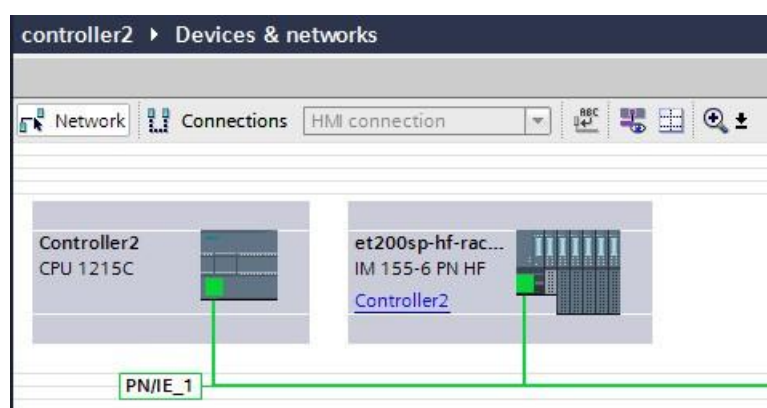 controller2 ▸ Devices & networks
Network Connections HMI connection
ABC
Controller2
CPU 1215C
et200sp-hf-rac...
IM 155-6 PN HF
Controller2
PN/IE_1